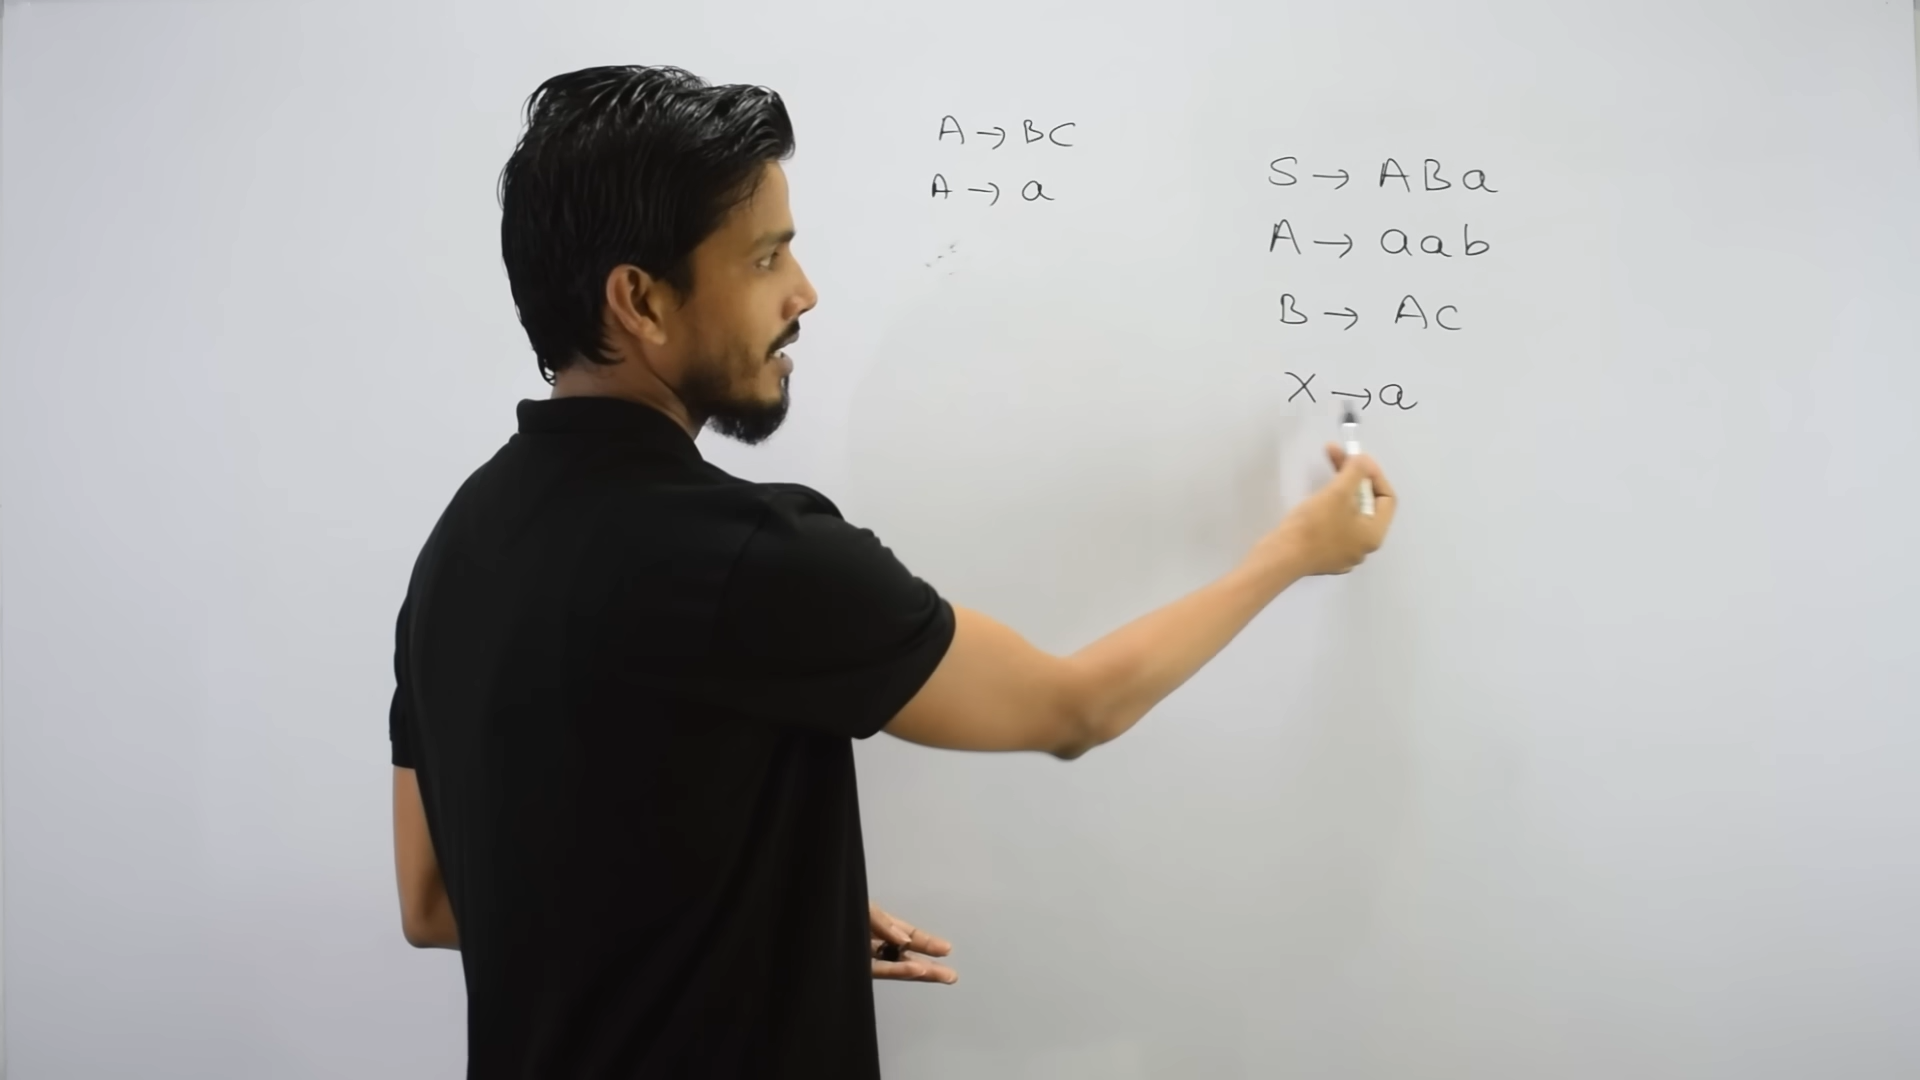 A → BC
A → a
S → ABa
A → aab
B → AC
X → a